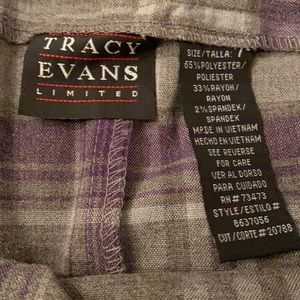 TRACY
EVANS
LIMITED
SIZE/TALLA: 7
65%POLYESTER/
POLIESTER
33%RAYON/
RAYON
2%SPANDEX/
SPANDEX
MADE IN VIETNAM
HECHO EN VIETNAM
SEE REVERSE
FOR CARE
VER AL DORSO
PARA CUIDADO
RN#73473
STYLE/ESTILO#
8637056
CUT/CORTE#20788